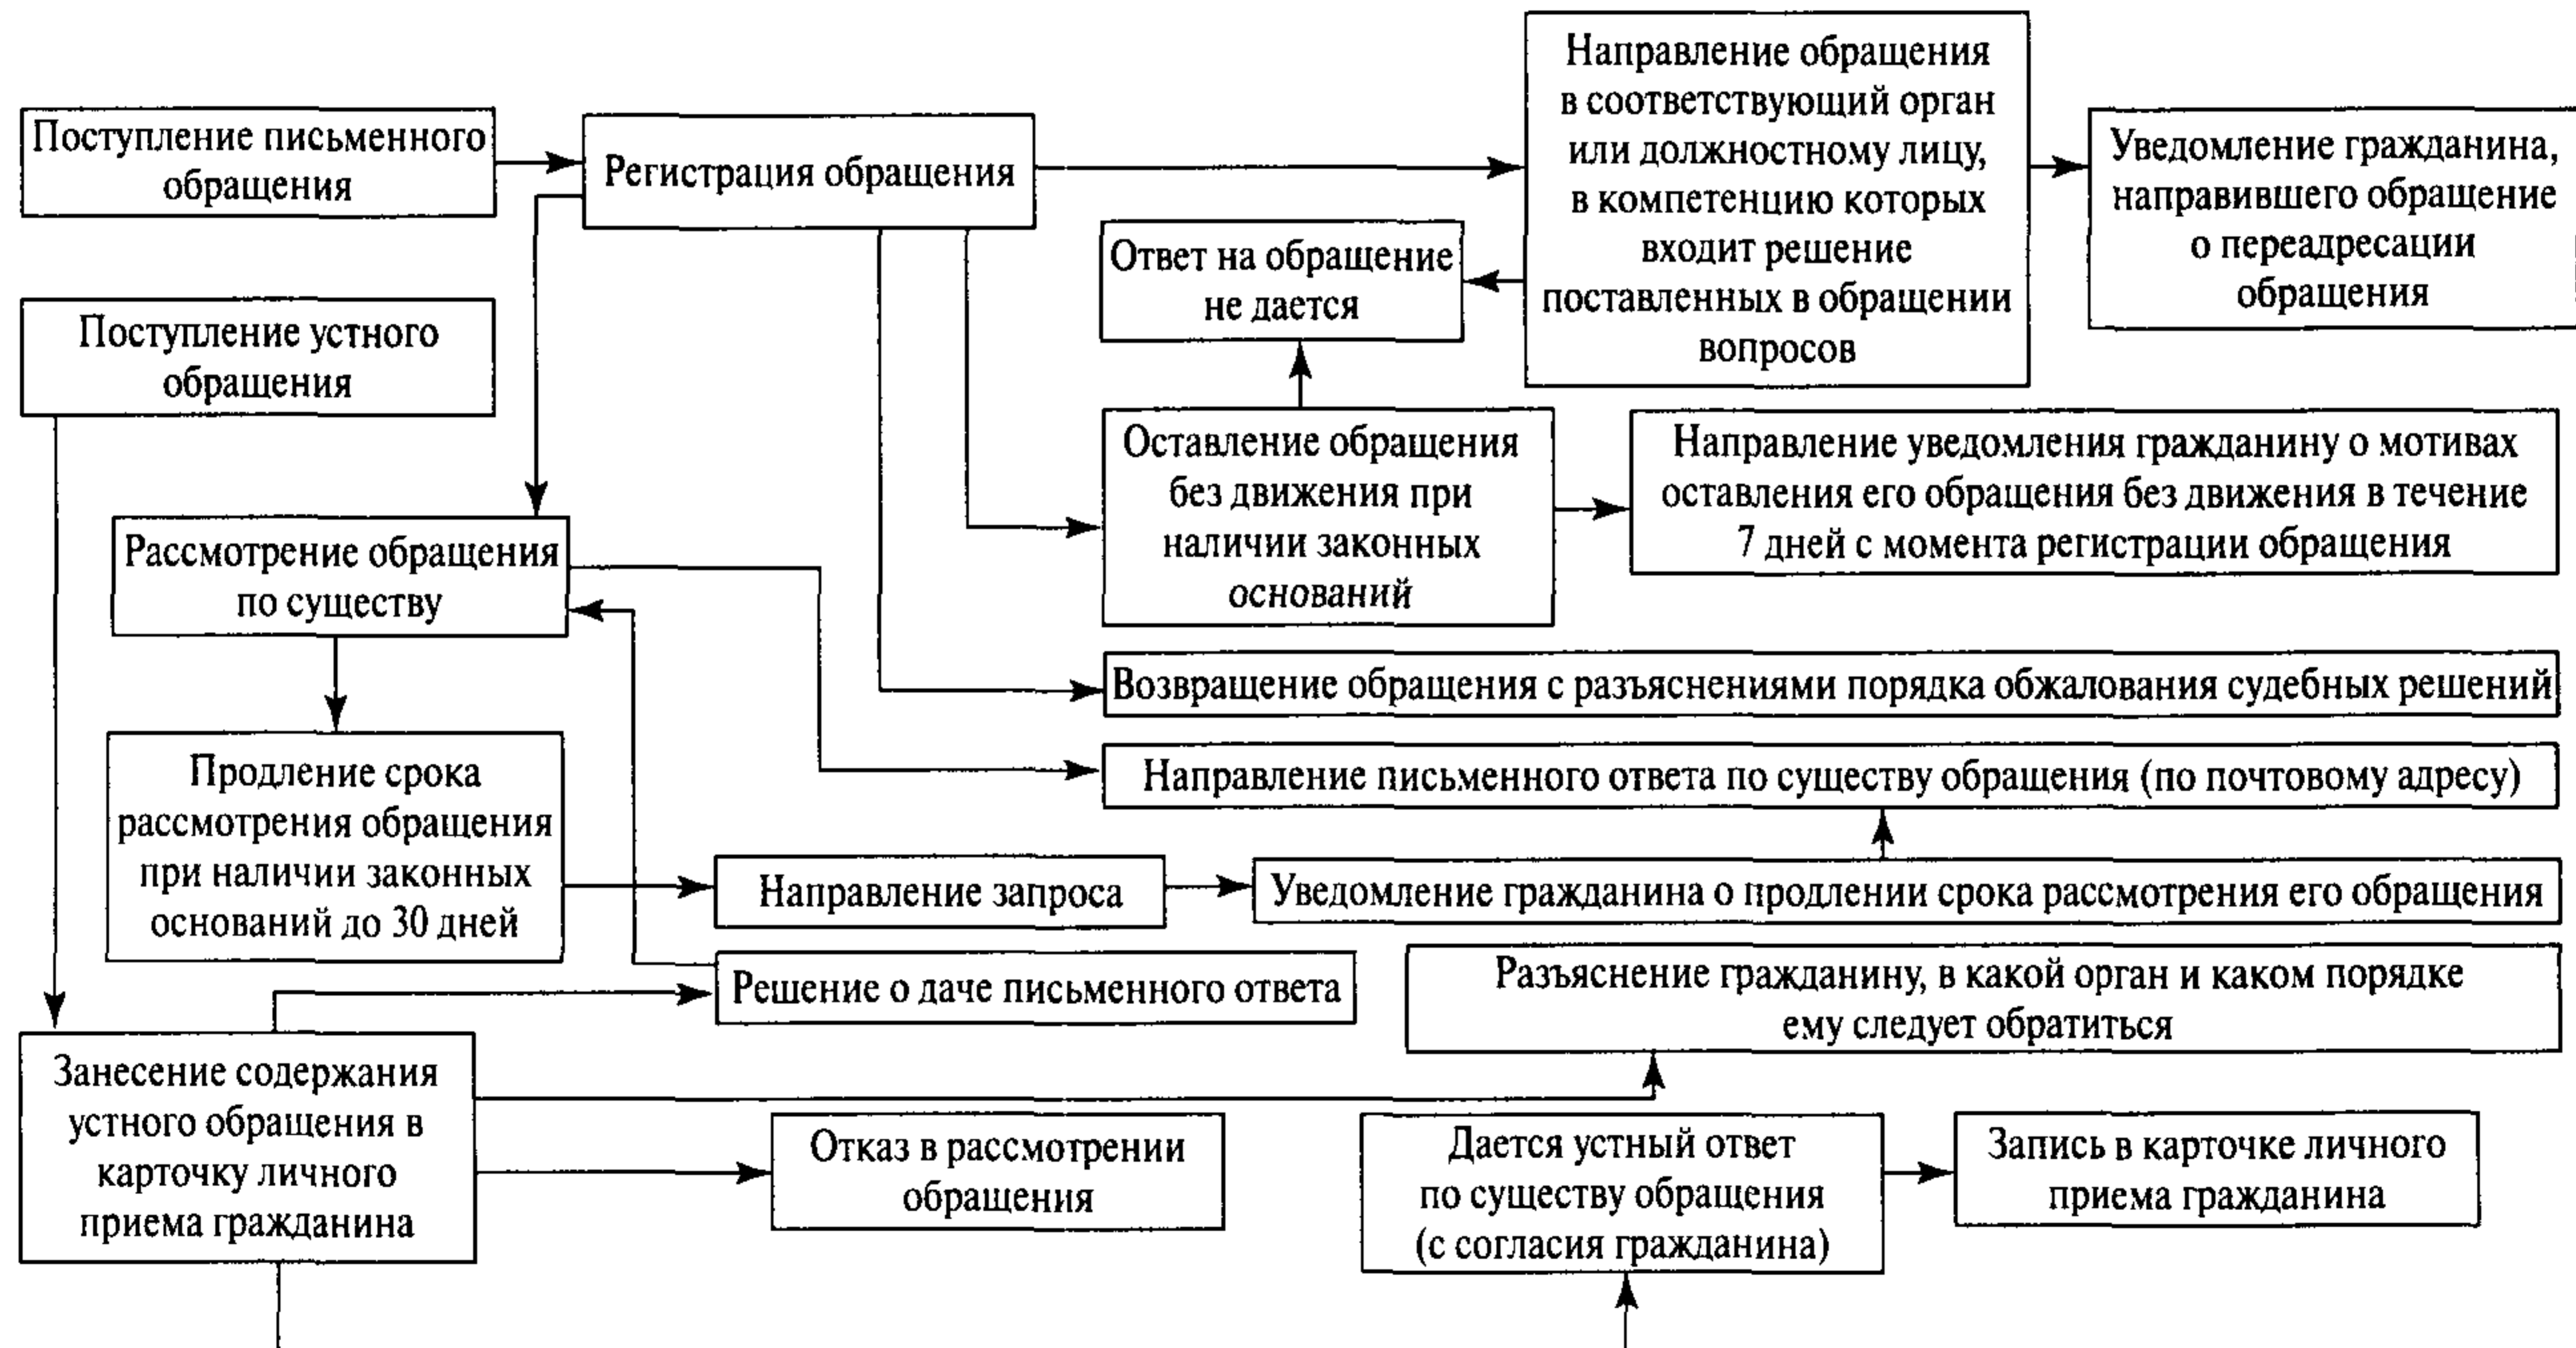 Поступление письменного
обращения
Регистрация обращения
Направление обращения
в соответствующий орган
или должностному лицу,
в компетенцию которых
входит решение
поставленных в обращении
вопросов
Уведомление гражданина,
направившего обращение
о переадресации
обращения
Ответ на обращение
не дается
Поступление устного
обращения
Оставление обращения
без движения при
наличии законных
оснований
Направление уведомления гражданину о мотивах
оставления его обращения без движения в течение
7 дней с момента регистрации обращения
Рассмотрение обращения
по существу
Возвращение обращения с разъяснениями порядка обжалования судебных решений
Продление срока
рассмотрения обращения
при наличии законных
оснований до 30 дней
Направление письменного ответа по существу обращения (по почтовому адресу)
Направление запроса
Уведомление гражданина о продлении срока рассмотрения его обращения
Решение о даче письменного ответа
Разъяснение гражданину, в какой орган и каком порядке
ему следует обратиться
Занесение содержания
устного обращения в
карточку личного
приема гражданина
Отказ в рассмотрении
обращения
Дается устный ответ
по существу обращения
(с согласия гражданина)
Запись в карточке личного
приема гражданина